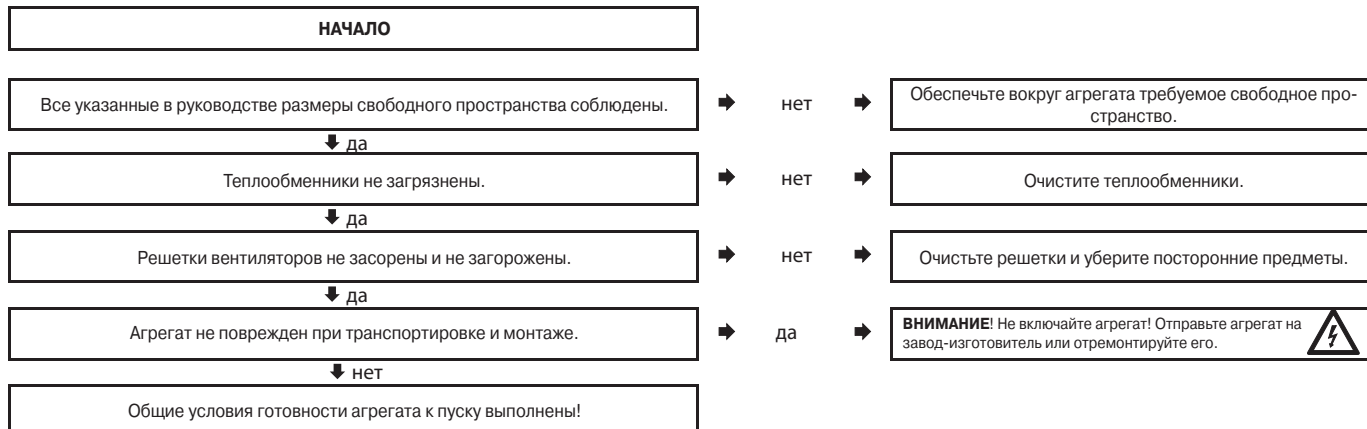 НАЧАЛО
Все указанные в руководстве размеры свободного пространства соблюдены.
нет
Обеспечьте вокруг агрегата требуемое свободное про-
странство.
да
Теплообменники не загрязнены.
нет
Очистите теплообменники.
да
Решетки вентиляторов не засорены и не загорожены.
нет
Очистьте решетки и уберите посторонние предметы.
да
Агрегат не поврежден при транспортировке и монтаже.
да
ВНИМАНИЕ! Не включайте агрегат! Отправьте агрегат на
завод-изготовитель или отремонтируйте его.
нет
Общие условия готовности агрегата к пуску выполнены!